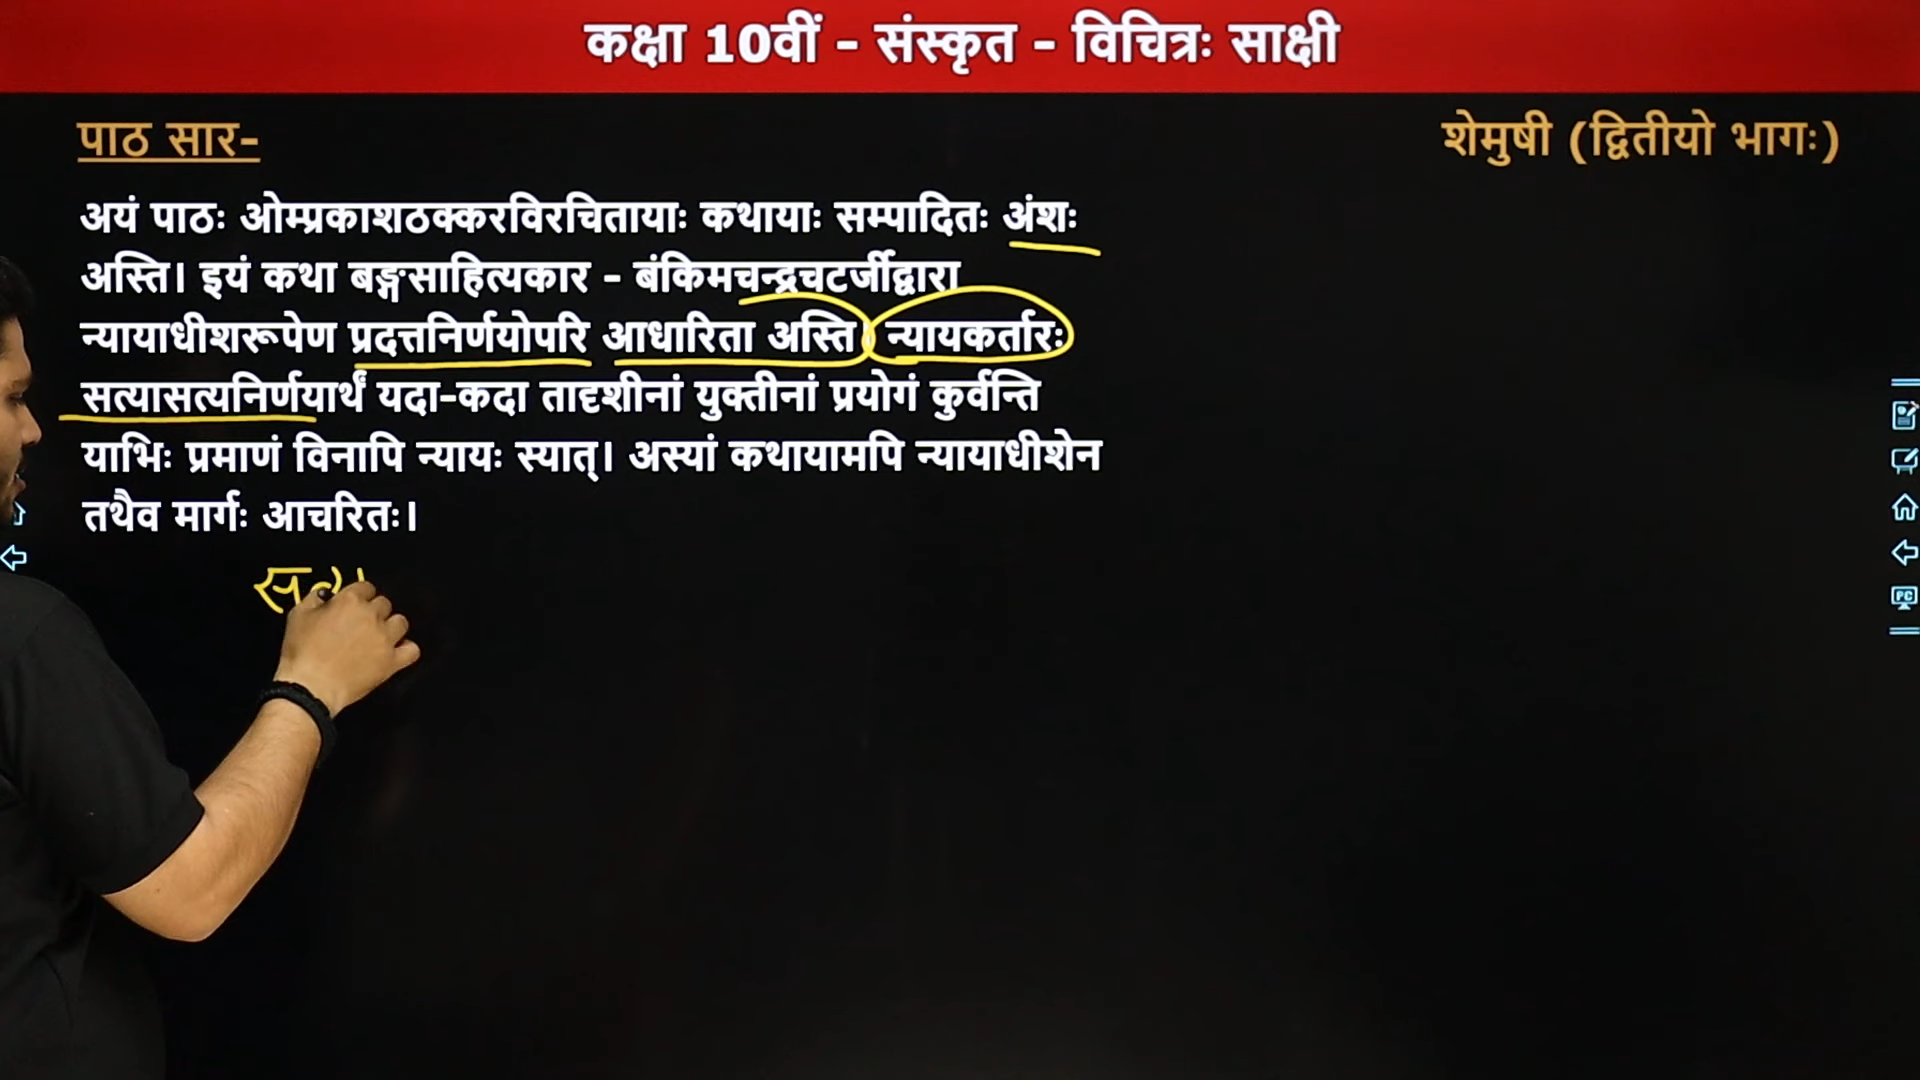 कक्षा 10वीं - संस्कृत - विचित्रः साक्षी
पाठ सार-
शेमुषी (द्वितीयो भागः)
अयं पाठः ओम्प्रकाशठक्करविरचितायाः कथायाः सम्पादितः अंशः
अस्ति। इयं कथा बङ्गसाहित्यकार - बंकिमचन्द्रचटर्जीद्वारा
न्यायाधीशरूपेण प्रदत्तनिर्णयोपरि आधारिता अस्ति। न्यायकर्तारः
सत्यासत्यनिर्णयार्थं यदा-कदा तादृशीनां युक्तीनां प्रयोगं कुर्वन्ति
याभिः प्रमाणं विनापि न्यायः स्यात्। अस्यां कथायामपि न्यायाधीशेन
तथैव मार्गः आचरितः।
PC